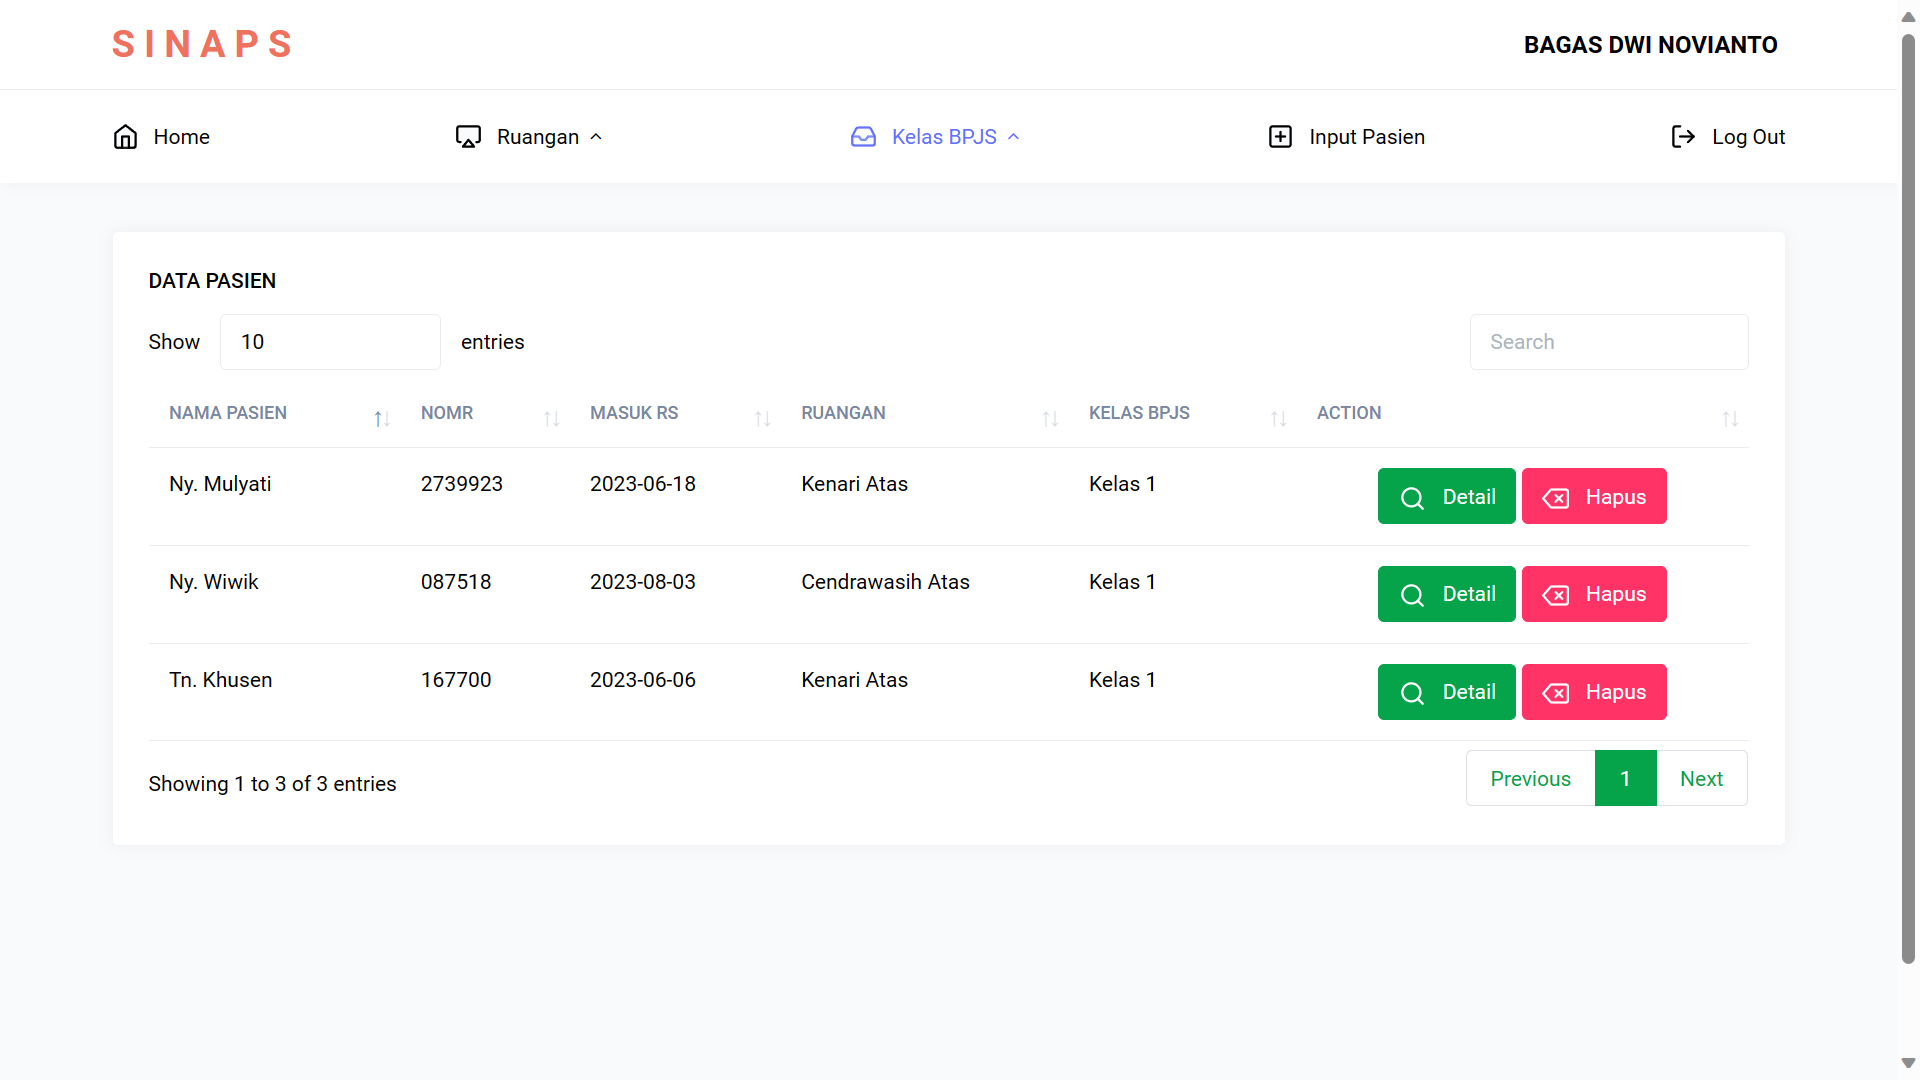 SINAPS
BAGAS DWI NOVIANTO
Home Ruangan Kelas BPJS Input Pasien Log Out
DATA PASIEN
Show 10 entries Search
NAMA PASIEN NOMR MASUK RS RUANGAN KELAS BPJS ACTION
Ny. Mulyati 2739923 2023-06-18 Kenari Atas Kelas 1 Detail Hapus
Ny. Wiwik 087518 2023-08-03 Cendrawasih Atas Kelas 1 Detail Hapus
Tn. Khusen 167700 2023-06-06 Kenari Atas Kelas 1 Detail Hapus
Showing 1 to 3 of 3 entries Previous 1 Next